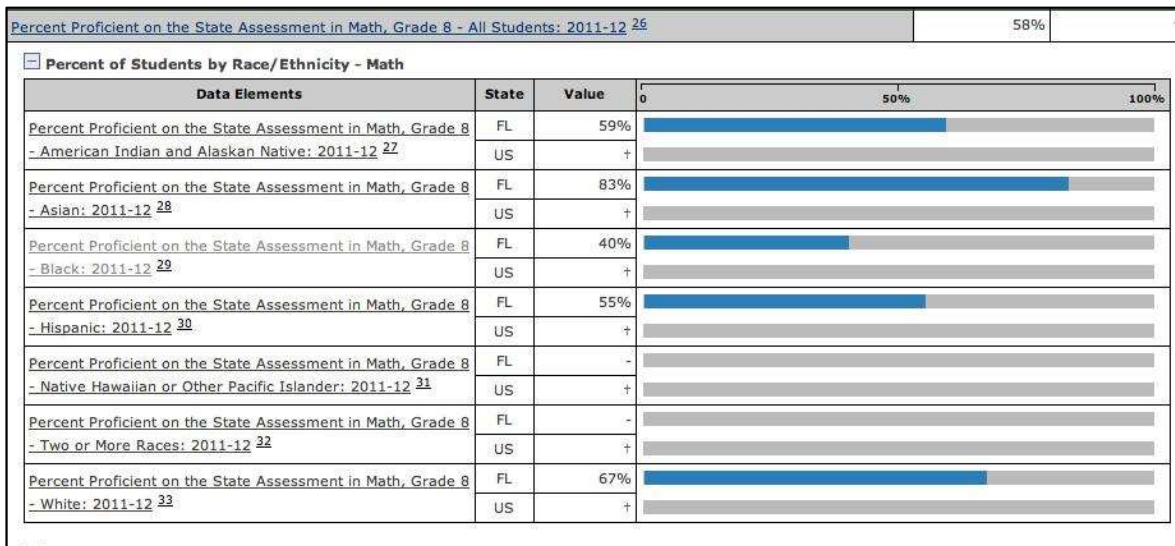 Percent Proficient on the State Assessment in Math, Grade 8 - All Students: 2011-12 26 58%
Percent of Students by Race/Ethnicity - Math
Data Elements State Value 0 50% 100%
Percent Proficient on the State Assessment in Math, Grade 8 FL 59%
- American Indian and Alaskan Native: 2011-12 27 US †
Percent Proficient on the State Assessment in Math, Grade 8 FL 83%
- Asian: 2011-12 28 US †
Percent Proficient on the State Assessment in Math, Grade 8 FL 40%
- Black: 2011-12 29 US †
Percent Proficient on the State Assessment in Math, Grade 8 FL 55%
- Hispanic: 2011-12 30 US †
Percent Proficient on the State Assessment in Math, Grade 8 FL -
- Native Hawaiian or Other Pacific Islander: 2011-12 31 US †
Percent Proficient on the State Assessment in Math, Grade 8 FL -
- Two or More Races: 2011-12 32 US †
Percent Proficient on the State Assessment in Math, Grade 8 FL 67%
- White: 2011-12 33 US †